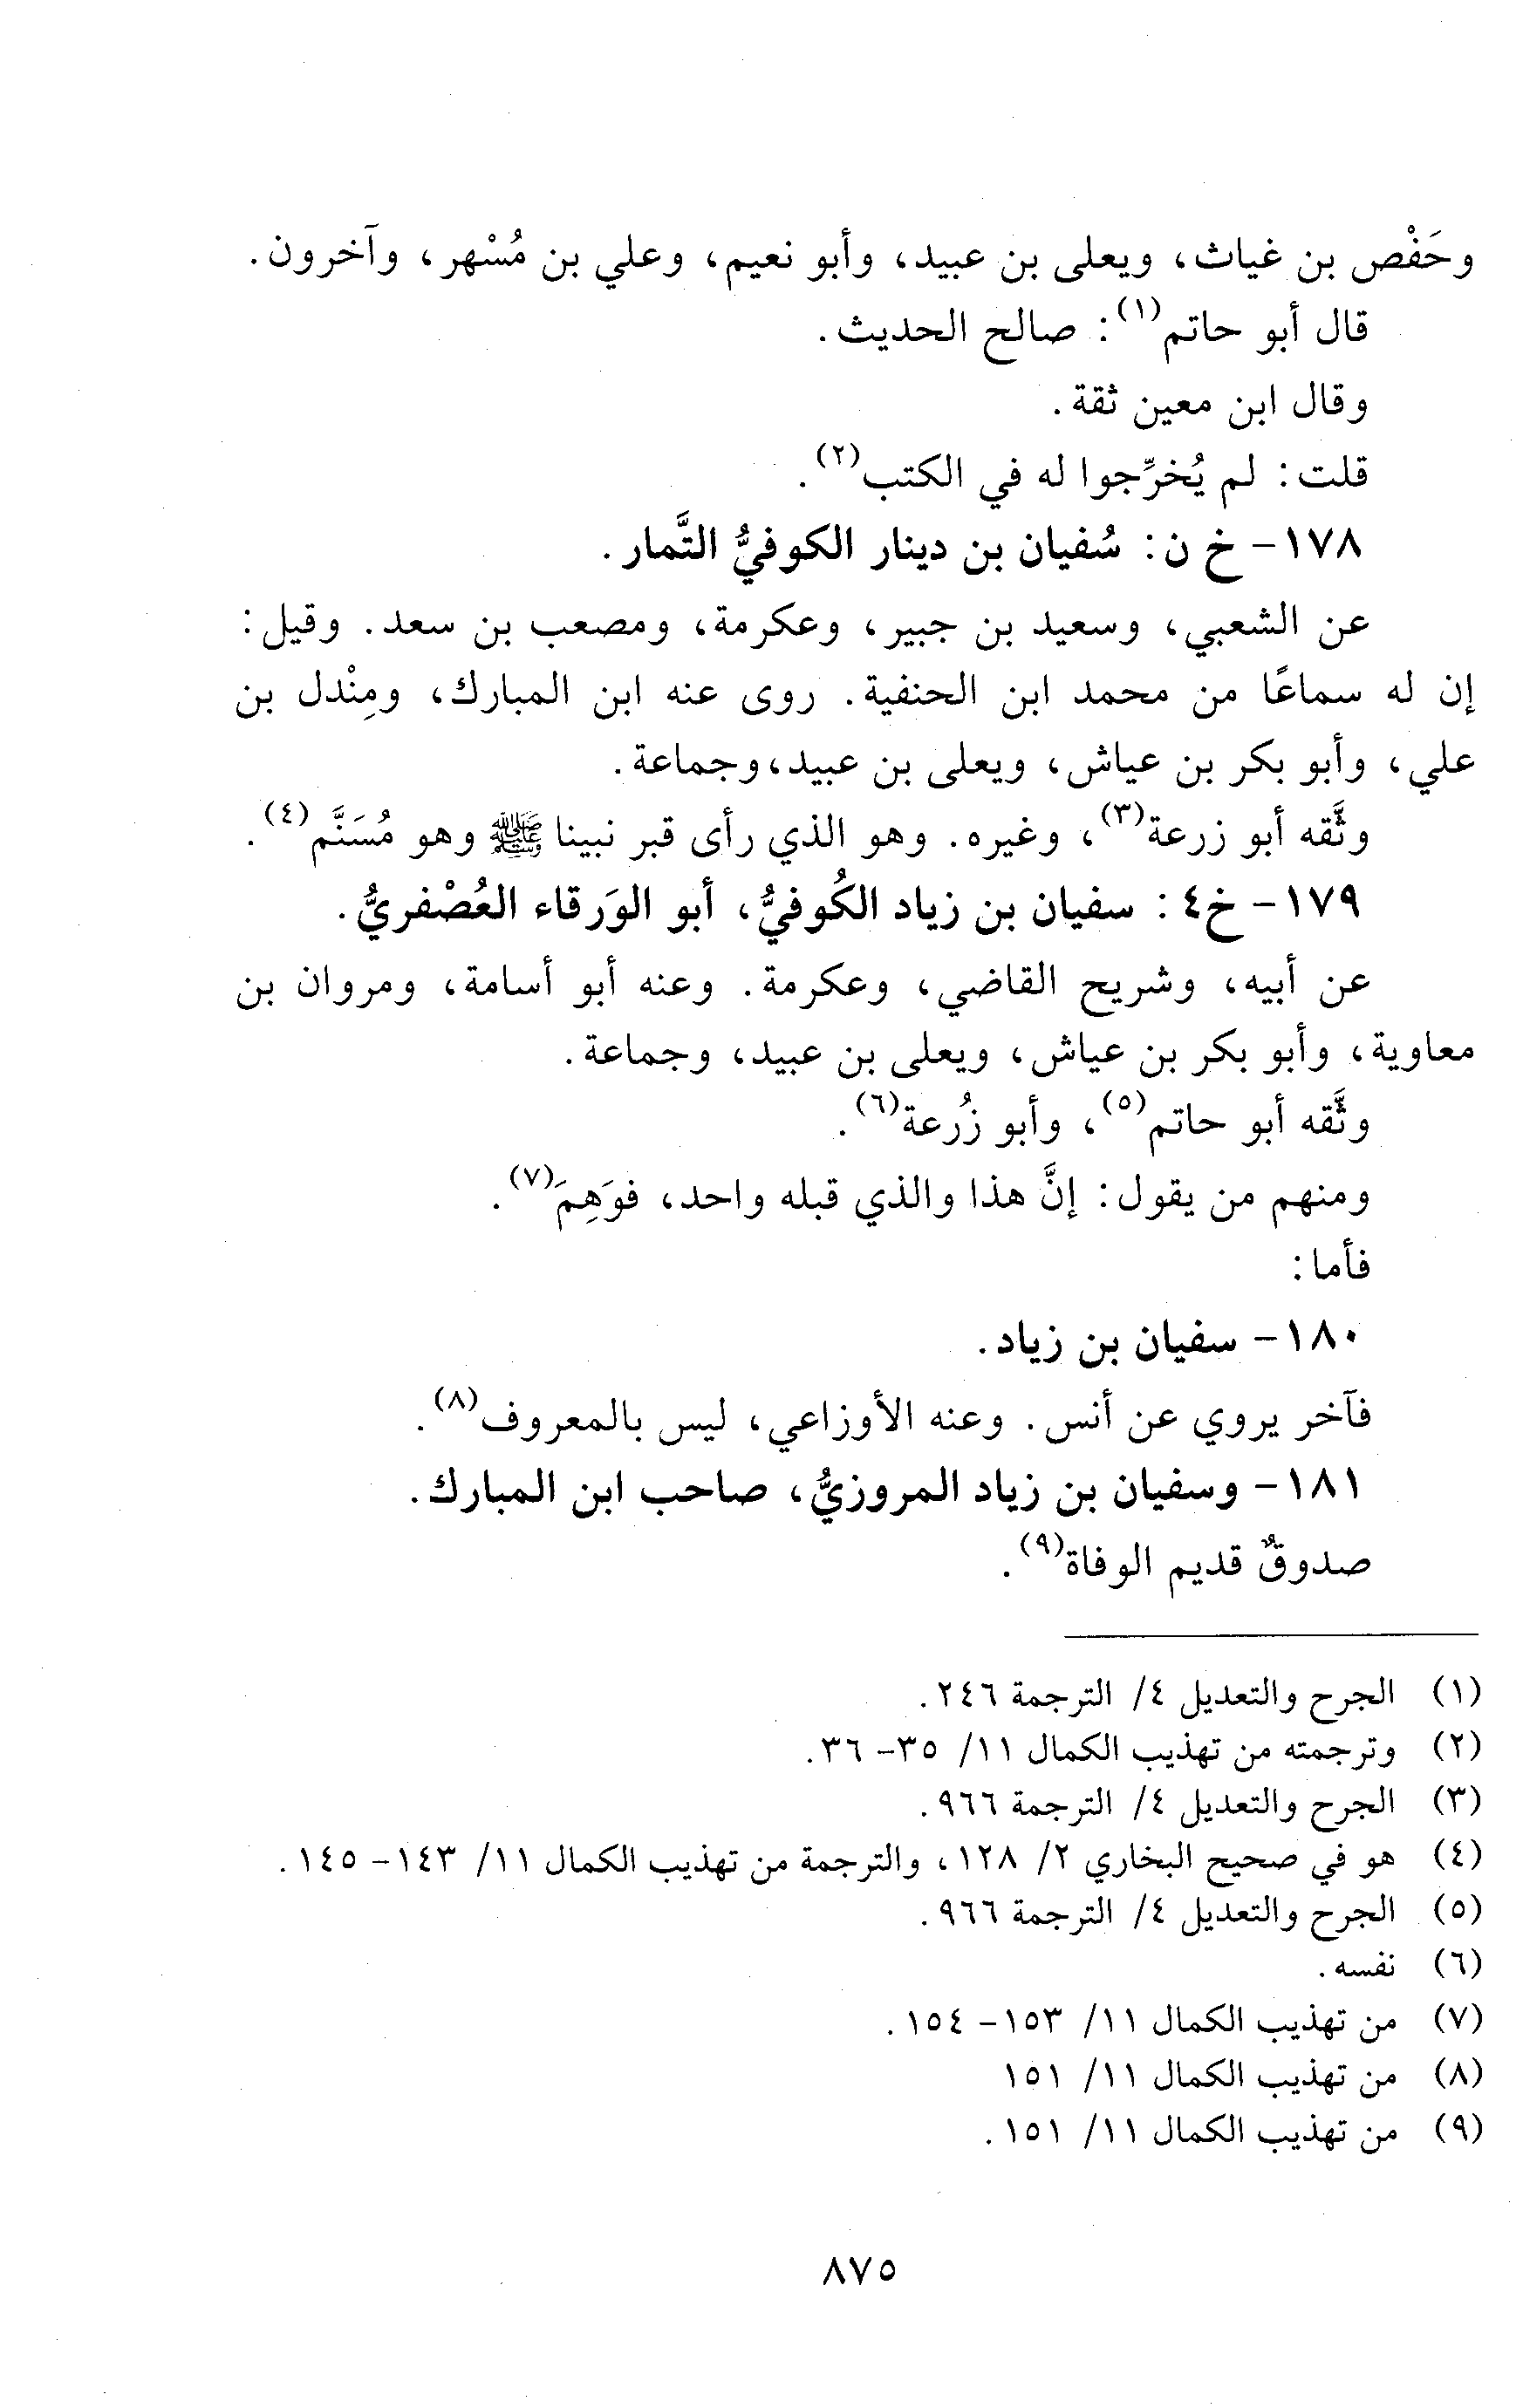 وحَفْص بن غياث، ويعلى بن عبيد، وأبو نعيم، وعلي بن مُسْهر، وآخرون.
قال أبو حاتم(١): صالح الحديث.
وقال ابن معين ثقة.
قلت: لم يُخرِّجوا له في الكتب(٢).
١٧٨- خ ن: سُفيان بن دينار الكوفيُّ التَّمار.
عن الشعبي، وسعيد بن جبير، وعكرمة، ومصعب بن سعد. وقيل:
إن له سماعًا من محمد ابن الحنفية. روى عنه ابن المبارك، ومِنْدل بن
علي، وأبو بكر بن عياش، ويعلى بن عبيد، وجماعة.
وثَّقه أبو زرعة(٣)، وغيره. وهو الذي رأى قبر نبينا ﷺ وهو مُسَنَّم(٤).
١٧٩- خ٤: سفيان بن زياد الكُوفيُّ، أبو الوَرقاء العُصْفريُّ.
عن أبيه، وشريح القاضي، وعكرمة. وعنه أبو أسامة، ومروان بن
معاوية، وأبو بكر بن عياش، ويعلى بن عبيد، وجماعة.
وثَّقه أبو حاتم(٥)، وأبو زُرعة(٦).
ومنهم من يقول: إنَّ هذا والذي قبله واحد، فوَهِمَ(٧).
فأما:
١٨٠- سفيان بن زياد.
فآخر يروي عن أنس. وعنه الأوزاعي، ليس بالمعروف(٨).
١٨١- وسفيان بن زياد المروزيُّ، صاحب ابن المبارك.
صدوقٌ قديم الوفاة(٩).
(١) الجرح والتعديل ٤/ الترجمة ٢٤٦.
(٢) وترجمته من تهذيب الكمال ١١/ ٣٥- ٣٦.
(٣) الجرح والتعديل ٤/ الترجمة ٩٦٦.
(٤) هو في صحيح البخاري ٢/ ١٢٨، والترجمة من تهذيب الكمال ١١/ ١٤٣- ١٤٥.
(٥) الجرح والتعديل ٤/ الترجمة ٩٦٦.
(٦) نفسه.
(٧) من تهذيب الكمال ١١/ ١٥٣- ١٥٤.
(٨) من تهذيب الكمال ١١/ ١٥١
(٩) من تهذيب الكمال ١١/ ١٥١.
٨٧٥